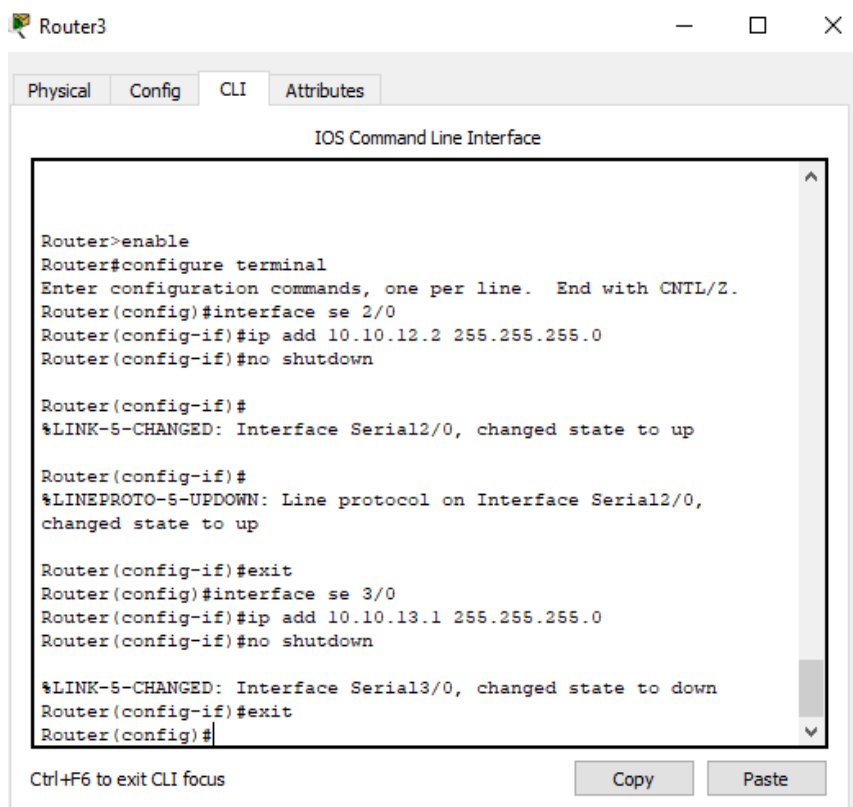 Router3
Physical Config CLI Attributes
IOS Command Line Interface
Router>enable
Router#configure terminal
Enter configuration commands, one per line.  End with CNTL/Z.
Router(config)#interface se 2/0
Router(config-if)#ip add 10.10.12.2 255.255.255.0
Router(config-if)#no shutdown
Router(config-if)#
%LINK-5-CHANGED: Interface Serial2/0, changed state to up
Router(config-if)#
%LINEPROTO-5-UPDOWN: Line protocol on Interface Serial2/0,
changed state to up
Router(config-if)#exit
Router(config)#interface se 3/0
Router(config-if)#ip add 10.10.13.1 255.255.255.0
Router(config-if)#no shutdown
%LINK-5-CHANGED: Interface Serial3/0, changed state to down
Router(config-if)#exit
Router(config)#
Ctrl+F6 to exit CLI focus
Copy Paste